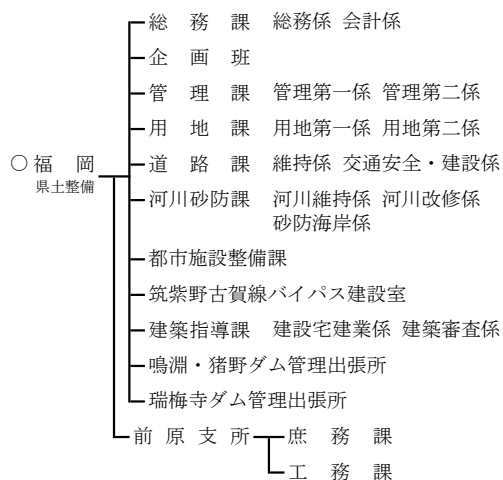 総務課 総務係 会計係
企画班
管理課 管理第一係 管理第二係
用地課 用地第一係 用地第二係
○福岡 道路課 維持係 交通安全・建設係
県土整備
河川砂防課 河川維持係 河川改修係
砂防海岸係
都市施設整備課
筑紫野古賀線バイパス建設室
建築指導課 建設宅建業係 建築審査係
鳴淵・猪野ダム管理出張所
瑞梅寺ダム管理出張所
前原支所 庶務課
工務課